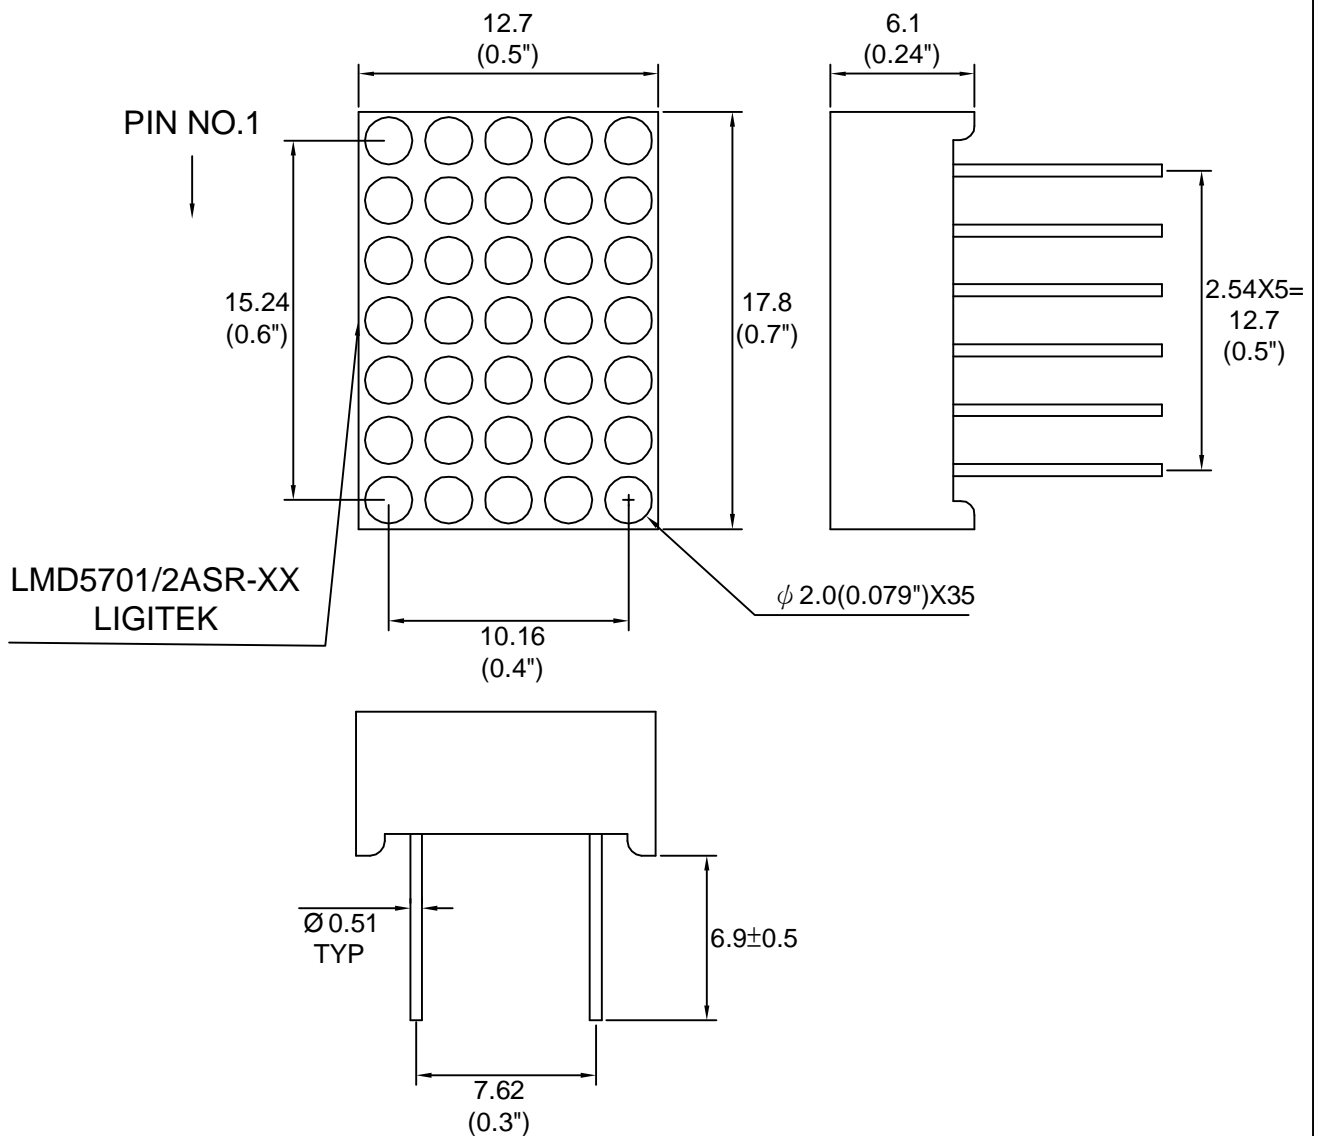 12.7
(0.5")
6.1
(0.24")
PIN NO.1
15.24
(0.6")
17.8
(0.7")
2.54X5=
12.7
(0.5")
LMD5701/2ASR-XX
LIGITEK
ϕ 2.0(0.079")X35
10.16
(0.4")
Ø 0.51
TYP
6.9±0.5
7.62
(0.3")